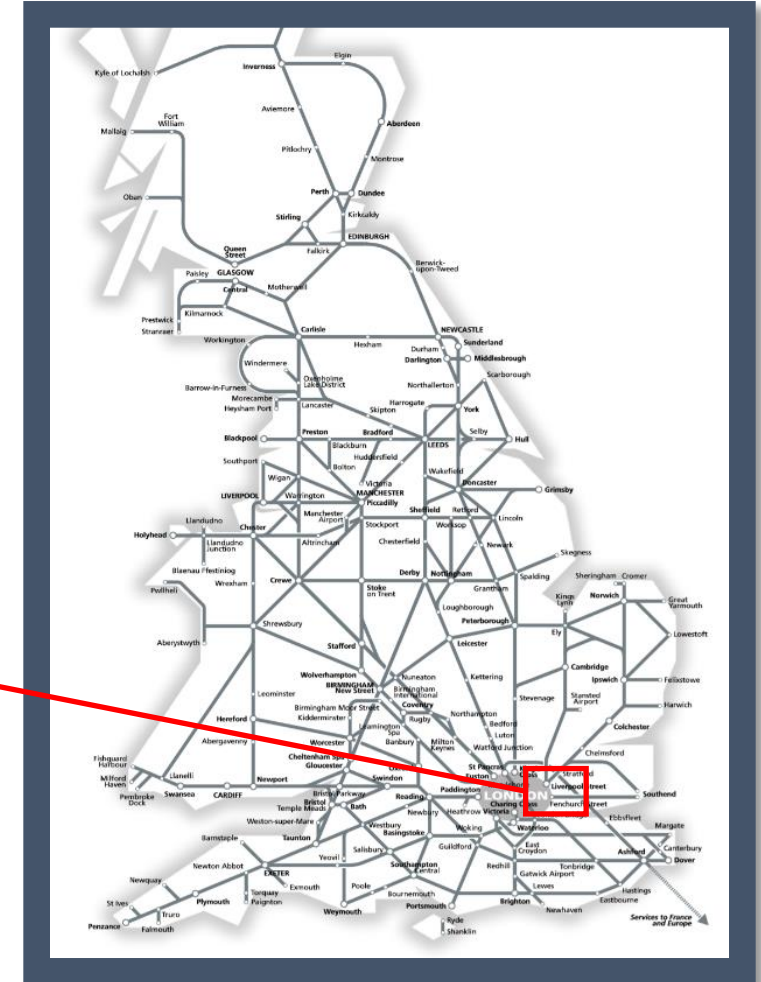 Elgin
Inverness
Kyle of Lochalsh
Aviemore
Fort
William
Mallaig
Aberdeen
Pitlochry
Montrose
Perth
Dundee
Oban
Stirling
Kirkcaldy
EDINBURGH
Queen
Street
Falkirk
Berwick-
upon-Tweed
Paisley
GLASGOW
Central
Motherwell
Prestwick
Kilmarnock
Stranraer
Carlisle
NEWCASTLE
Workington
Hexham
Sunderland
Durham
Darlington
Middlesbrough
Windermere
Scarborough
Oxenholme
Lake District
Northallerton
Barrow-in-Furness
Morecambe
Heysham Port
Lancaster
Harrogate
York
Skipton
Blackpool
Preston
Bradford
Selby
Hull
Blackburn
LEEDS
Huddersfield
Southport
Bolton
Wakefield
Wigan
Victoria
Doncaster
LIVERPOOL
Warrington
MANCHESTER
Piccadilly
Grimsby
Manchester
Airport
Sheffield
Retford
Llandudno
Stockport
Worksop
Lincoln
Holyhead
Chester
Llandudno
Junction
Altrincham
Chesterfield
Newark
Skegness
Blaenau Ffestiniog
Wrexham
Crewe
Derby
Nottingham
Spalding
Sheringham
Cromer
Pwllheli
Stoke
on Trent
Grantham
Kings
Lynn
Norwich
Great
Yarmouth
Loughborough
Shrewsbury
Peterborough
Ely
Lowestoft
Aberystwyth
Stafford
Leicester
Wolverhampton
Nuneaton
Kettering
Cambridge
BIRMINGHAM
New Street
Birmingham
International
Ipswich
Felixstowe
Leominster
Birmingham Moor Street
Coventry
Stevenage
Stansted
Airport
Harwich
Kidderminster
Rugby
Northampton
Hereford
Leamington
Spa
Bedford
Colchester
Abergavenny
Worcester
Banbury
Milton
Keynes
Luton
Watford Junction
Chelmsford
Fishguard
Harbour
Cheltenham Spa
Gloucester
St Pancras
Euston
Stratford
Milford
Haven
Llanelli
Newport
Swindon
Paddington
Liverpool Street
Pembroke
Dock
Swansea
CARDIFF
Bristol Parkway
Bristol
Temple Meads
Bath
Reading
LONDON
Southend
Newbury
Heathrow
Victoria
Charing Cross
Fenchurch Street
Weston-super-Mare
Ebbsfleet
Margate
Barnstaple
Taunton
Westbury
Basingstoke
Woking
Waterloo
Yeovil
Salisbury
Guildford
East
Croydon
Canterbury
Newton Abbot
EXETER
Southampton
Central
Redhill
Tonbridge
Ashford
Dover
Newquay
Gatwick Airport
Exmouth
Poole
Lewes
Hastings
St Ives
Plymouth
Torquay
Paignton
Bournemouth
Eastbourne
Truro
Weymouth
Portsmouth
Brighton
Newhaven
Penzance
Falmouth
Ryde
Shanklin
Services to France
and Europe